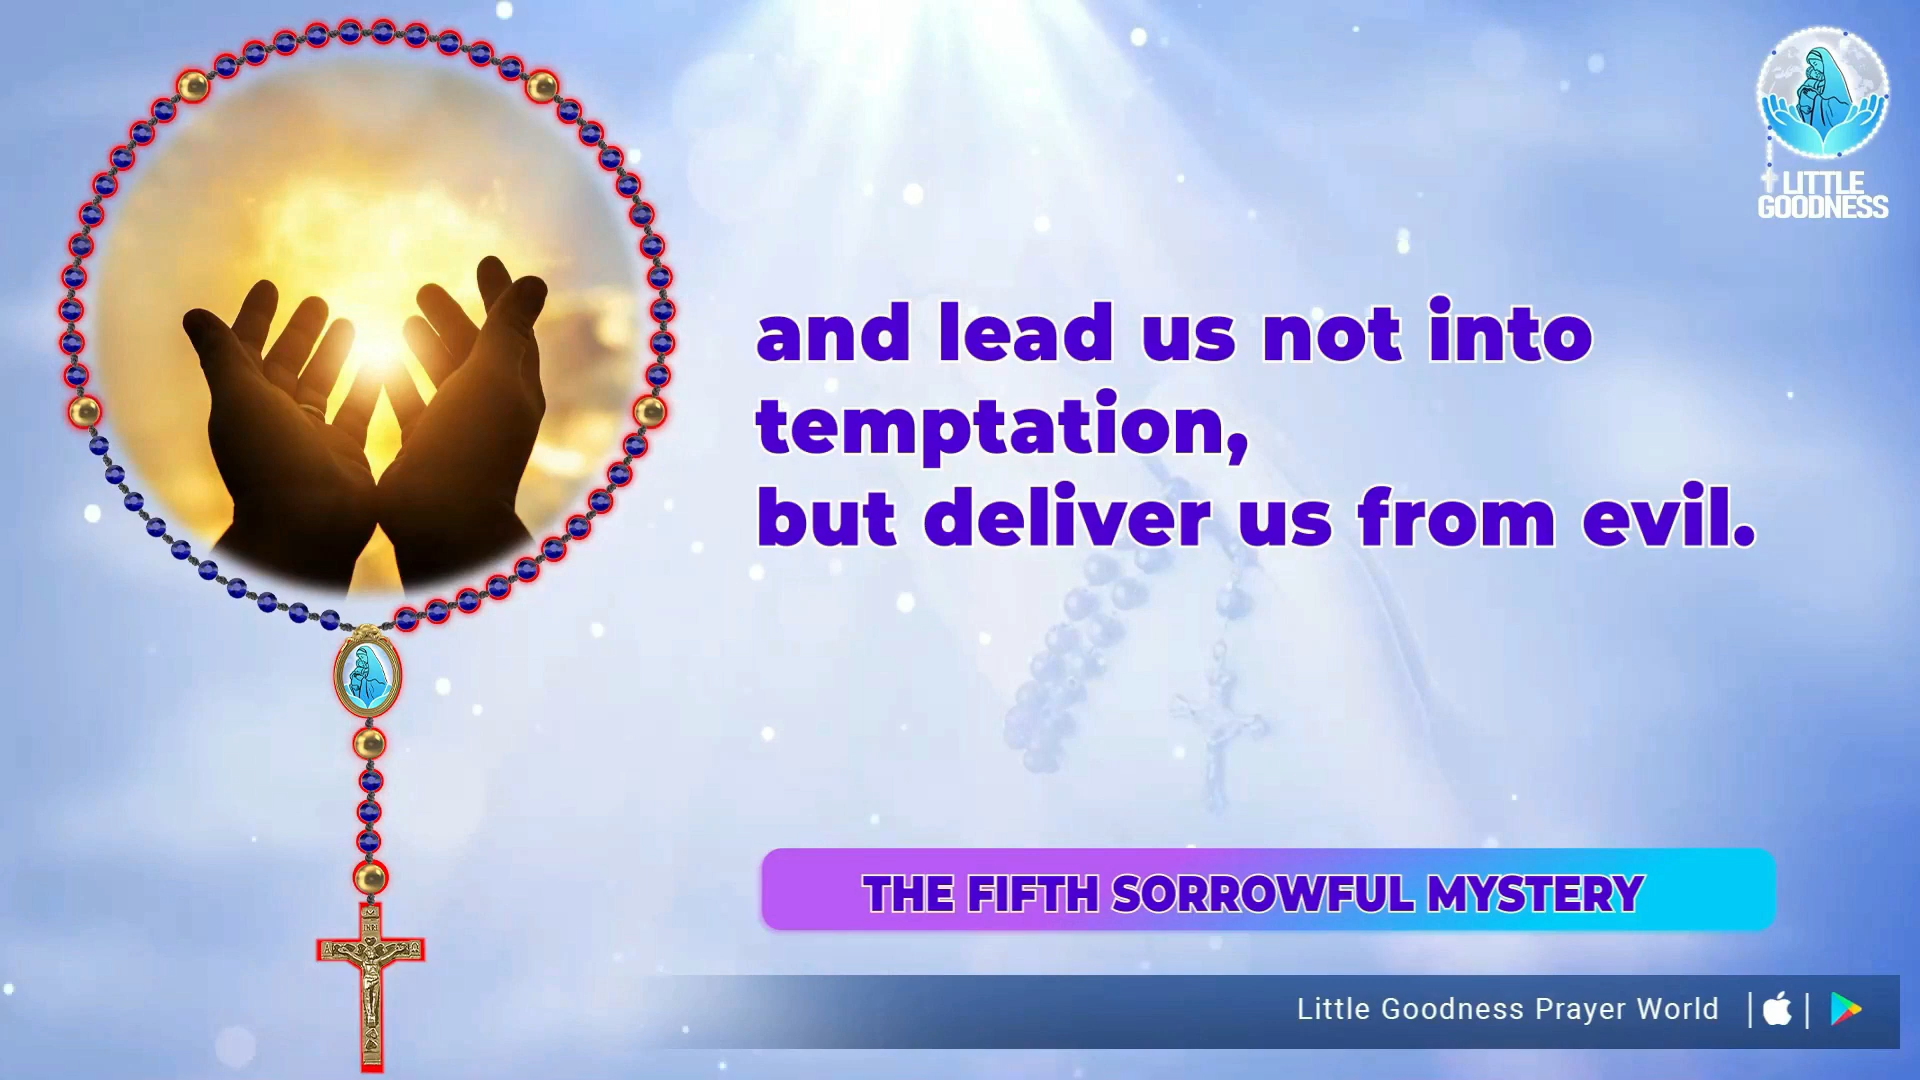 LITTLE
GOODNESS
and lead us not into
temptation,
but deliver us from evil.
THE FIFTH SORROWFUL MYSTERY
Little Goodness Prayer World
INRI